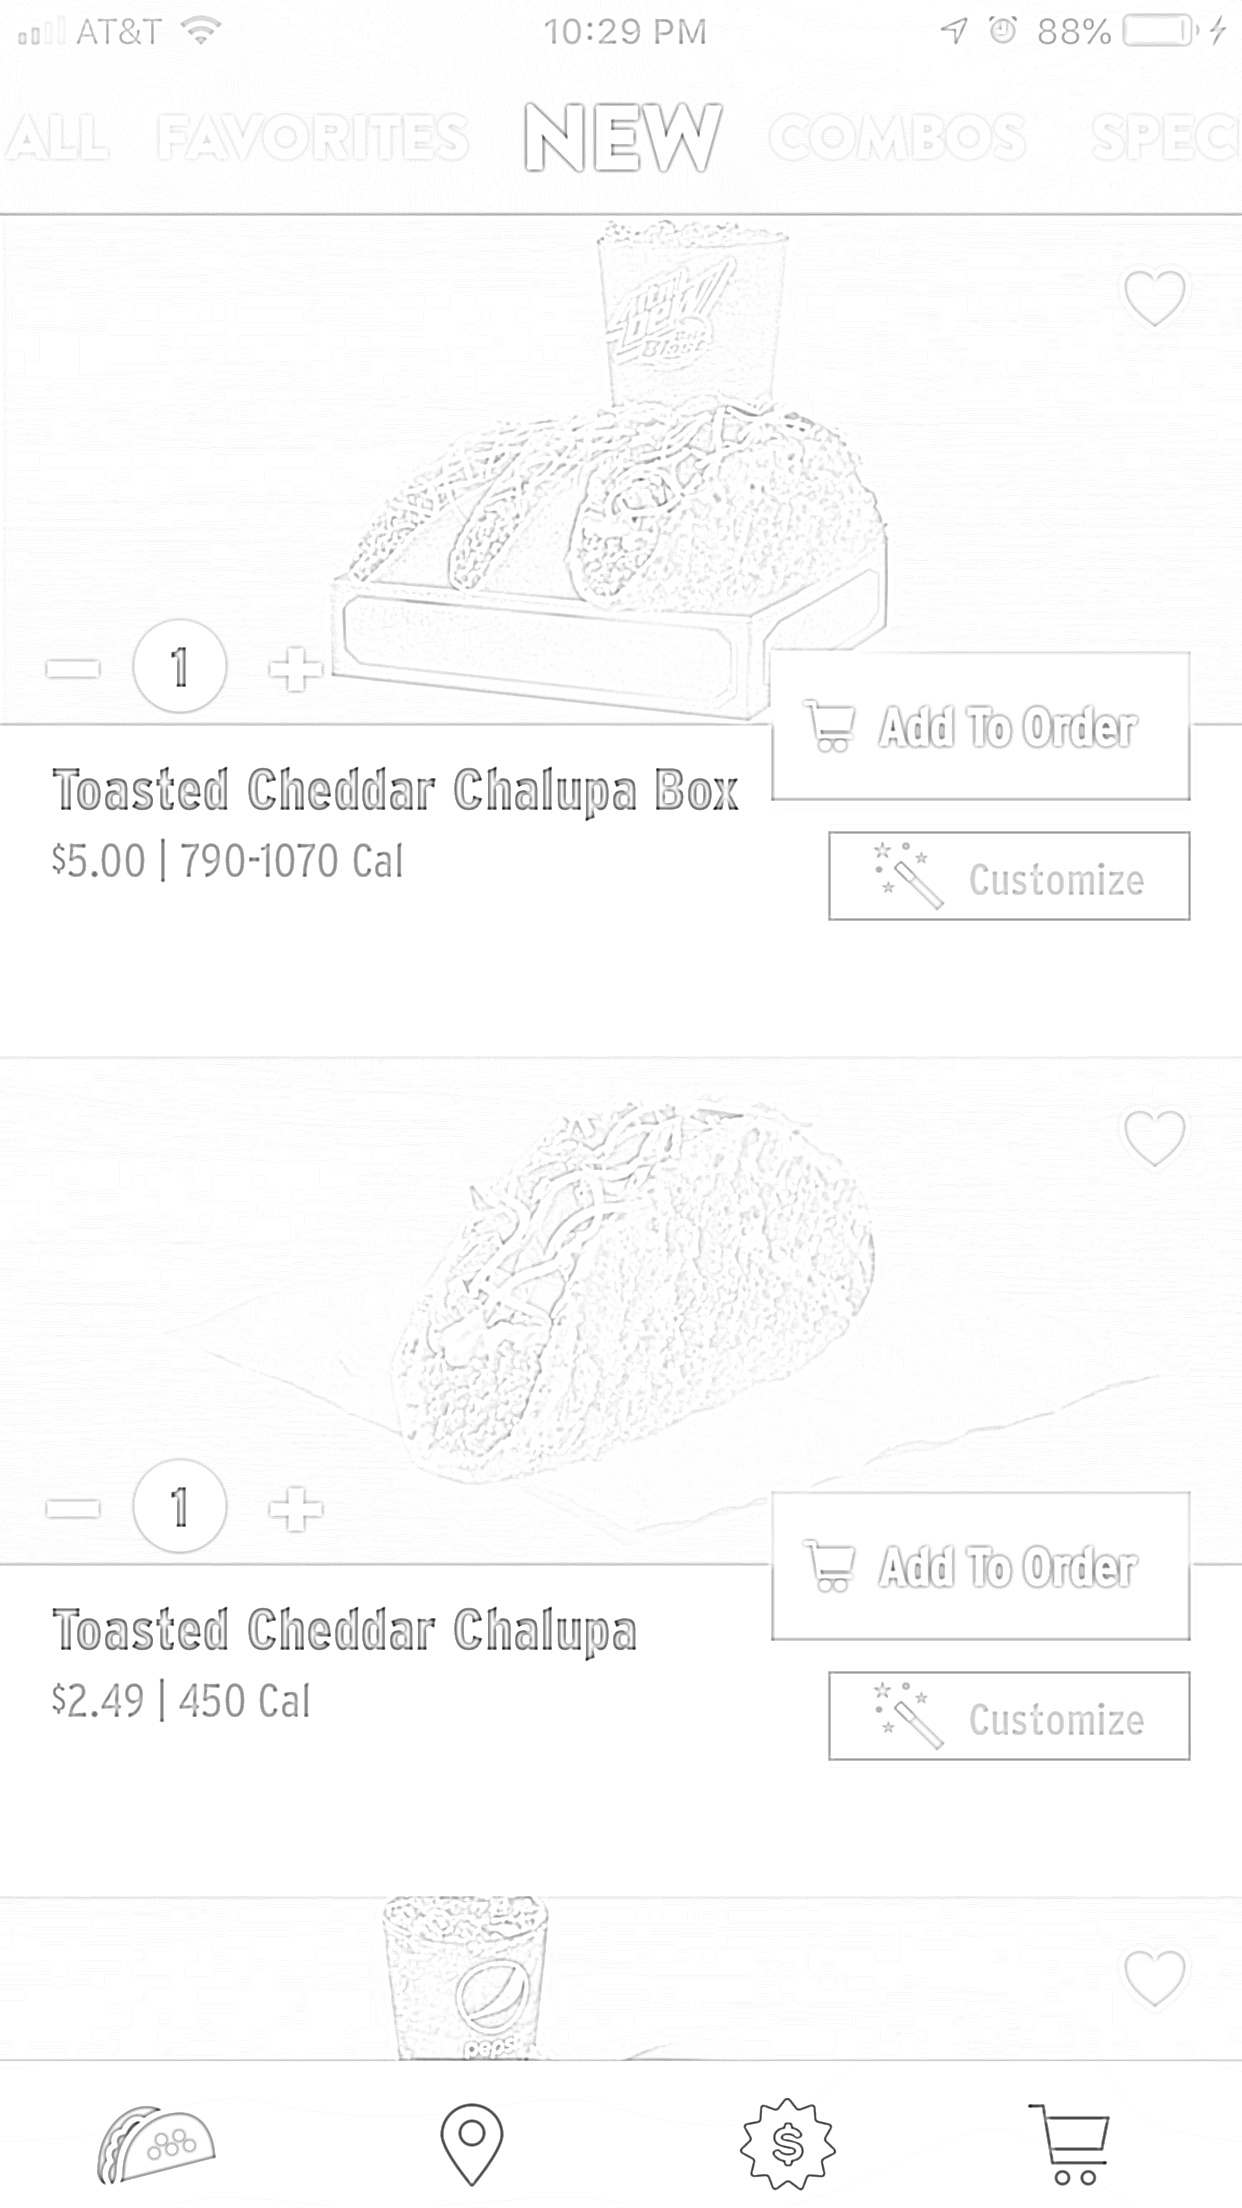 AT&T 10:29 PM 88%
ALL FAVORITES NEW COMBOS SPEC
Mtn
Dew
Baja
Blast
1
Add To Order
Toasted Cheddar Chalupa Box
$5.00 | 790-1070 Cal
Customize
1
Add To Order
Toasted Cheddar Chalupa
$2.49 | 450 Cal
Customize
pepsi
$